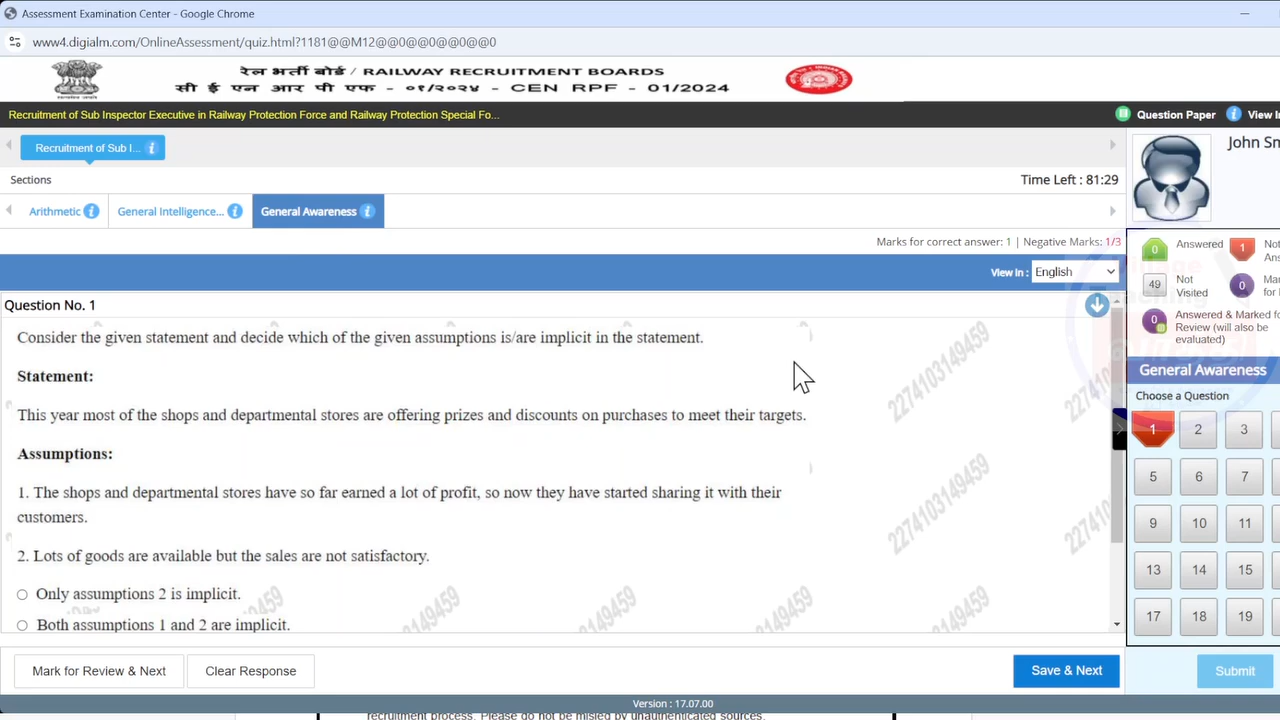 Assessment Examination Center - Google Chrome
www4.digialm.com/OnlineAssessment/quiz.html?1181@@M12@@0@@0@@0@@0
रेल भर्ती बोर्ड / RAILWAY RECRUITMENT BOARDS
सी ई एन आर पी एफ - ०१/२०२४ - CEN RPF - 01/2024
Recruitment of Sub Inspector Executive in Railway Protection Force and Railway Protection Special Fo...
Question Paper
View In
Recruitment of Sub I...
John Sm
Sections
Time Left : 81:29
Arithmetic
General Intelligence...
General Awareness
Marks for correct answer: 1 | Negative Marks: 1/3
0 Answered
1 Not
Ans
View In : English
49 Not Visited
0 Mar
for
0 Answered & Marked for Review (will also be evaluated)
Question No. 1
Consider the given statement and decide which of the given assumptions is/are implicit in the statement.
Statement:
This year most of the shops and departmental stores are offering prizes and discounts on purchases to meet their targets.
Assumptions:
1. The shops and departmental stores have so far earned a lot of profit, so now they have started sharing it with their
customers.
2. Lots of goods are available but the sales are not satisfactory.
Only assumptions 2 is implicit.
Both assumptions 1 and 2 are implicit.
2274103149459
General Awareness
Choose a Question
1 2 3
5 6 7
9 10 11
13 14 15
17 18 19
Mark for Review & Next
Clear Response
Save & Next
Submit
Version : 17.07.00
recruitment process. Please do not be misled by unauthenticated sources.